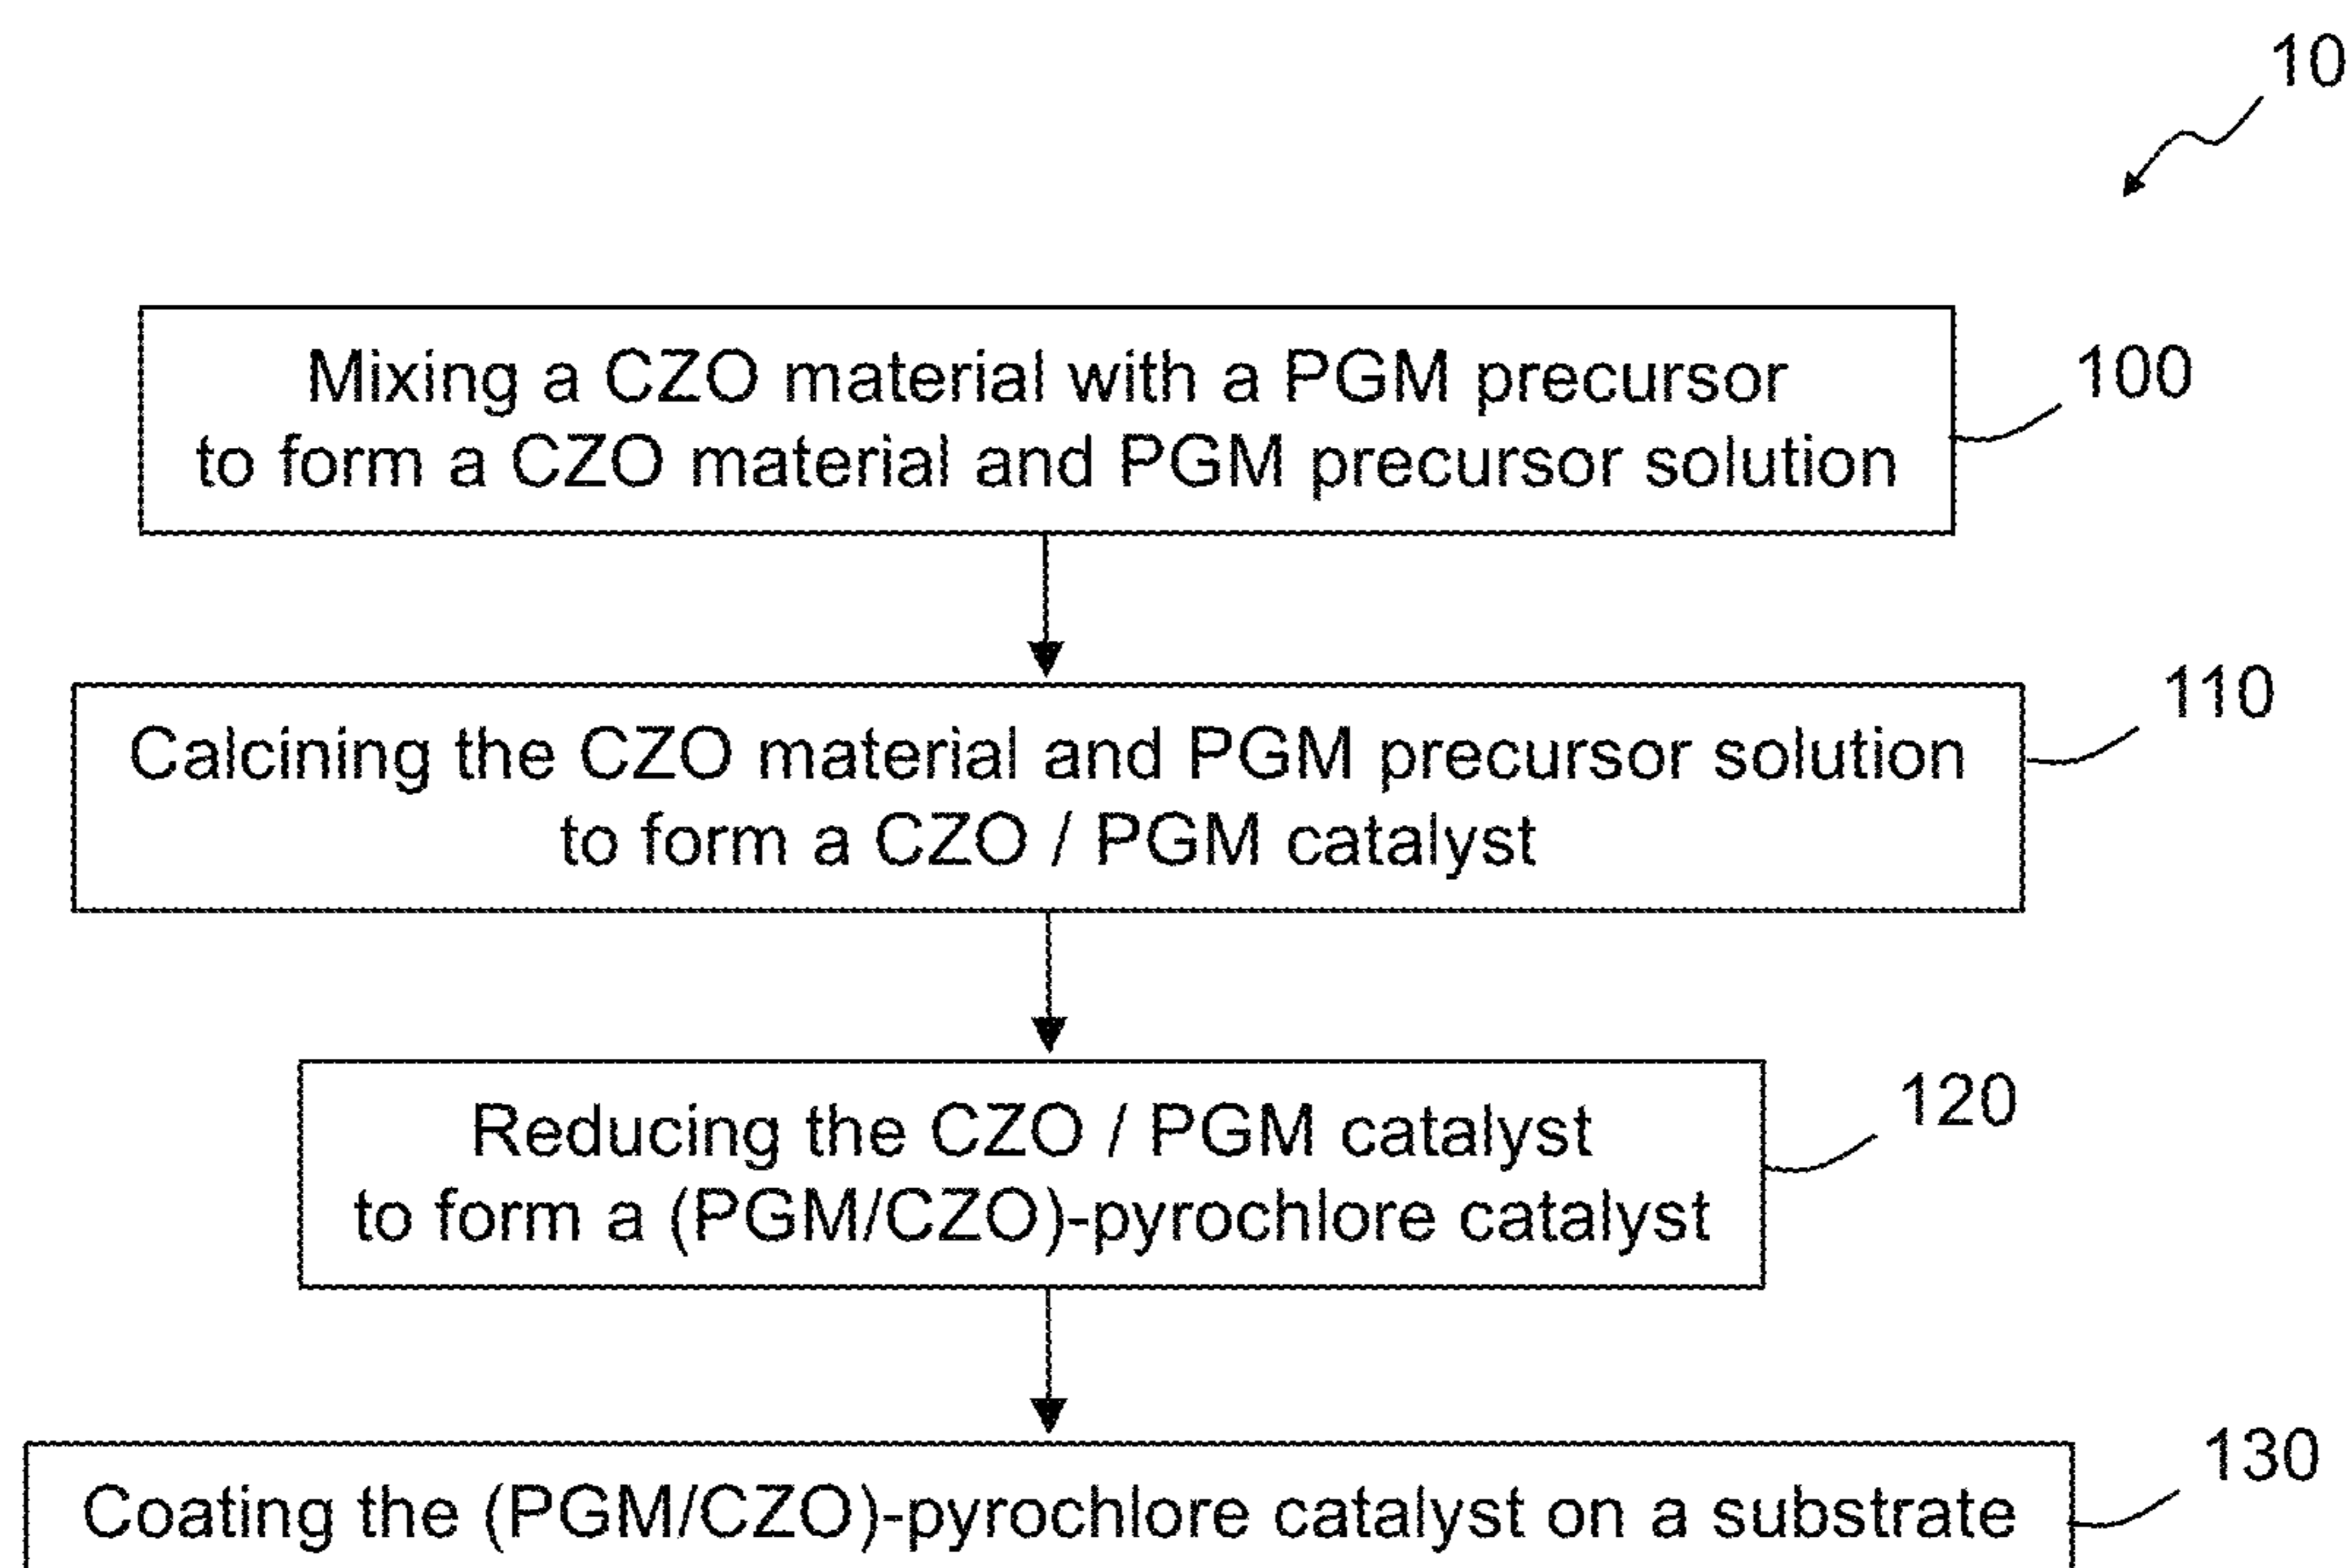 10
Mixing a CZO material with a PGM precursor
to form a CZO material and PGM precursor solution
100
Calcining the CZO material and PGM precursor solution
to form a CZO / PGM catalyst
110
Reducing the CZO / PGM catalyst
to form a (PGM/CZO)-pyrochlore catalyst
120
Coating the (PGM/CZO)-pyrochlore catalyst on a substrate
130